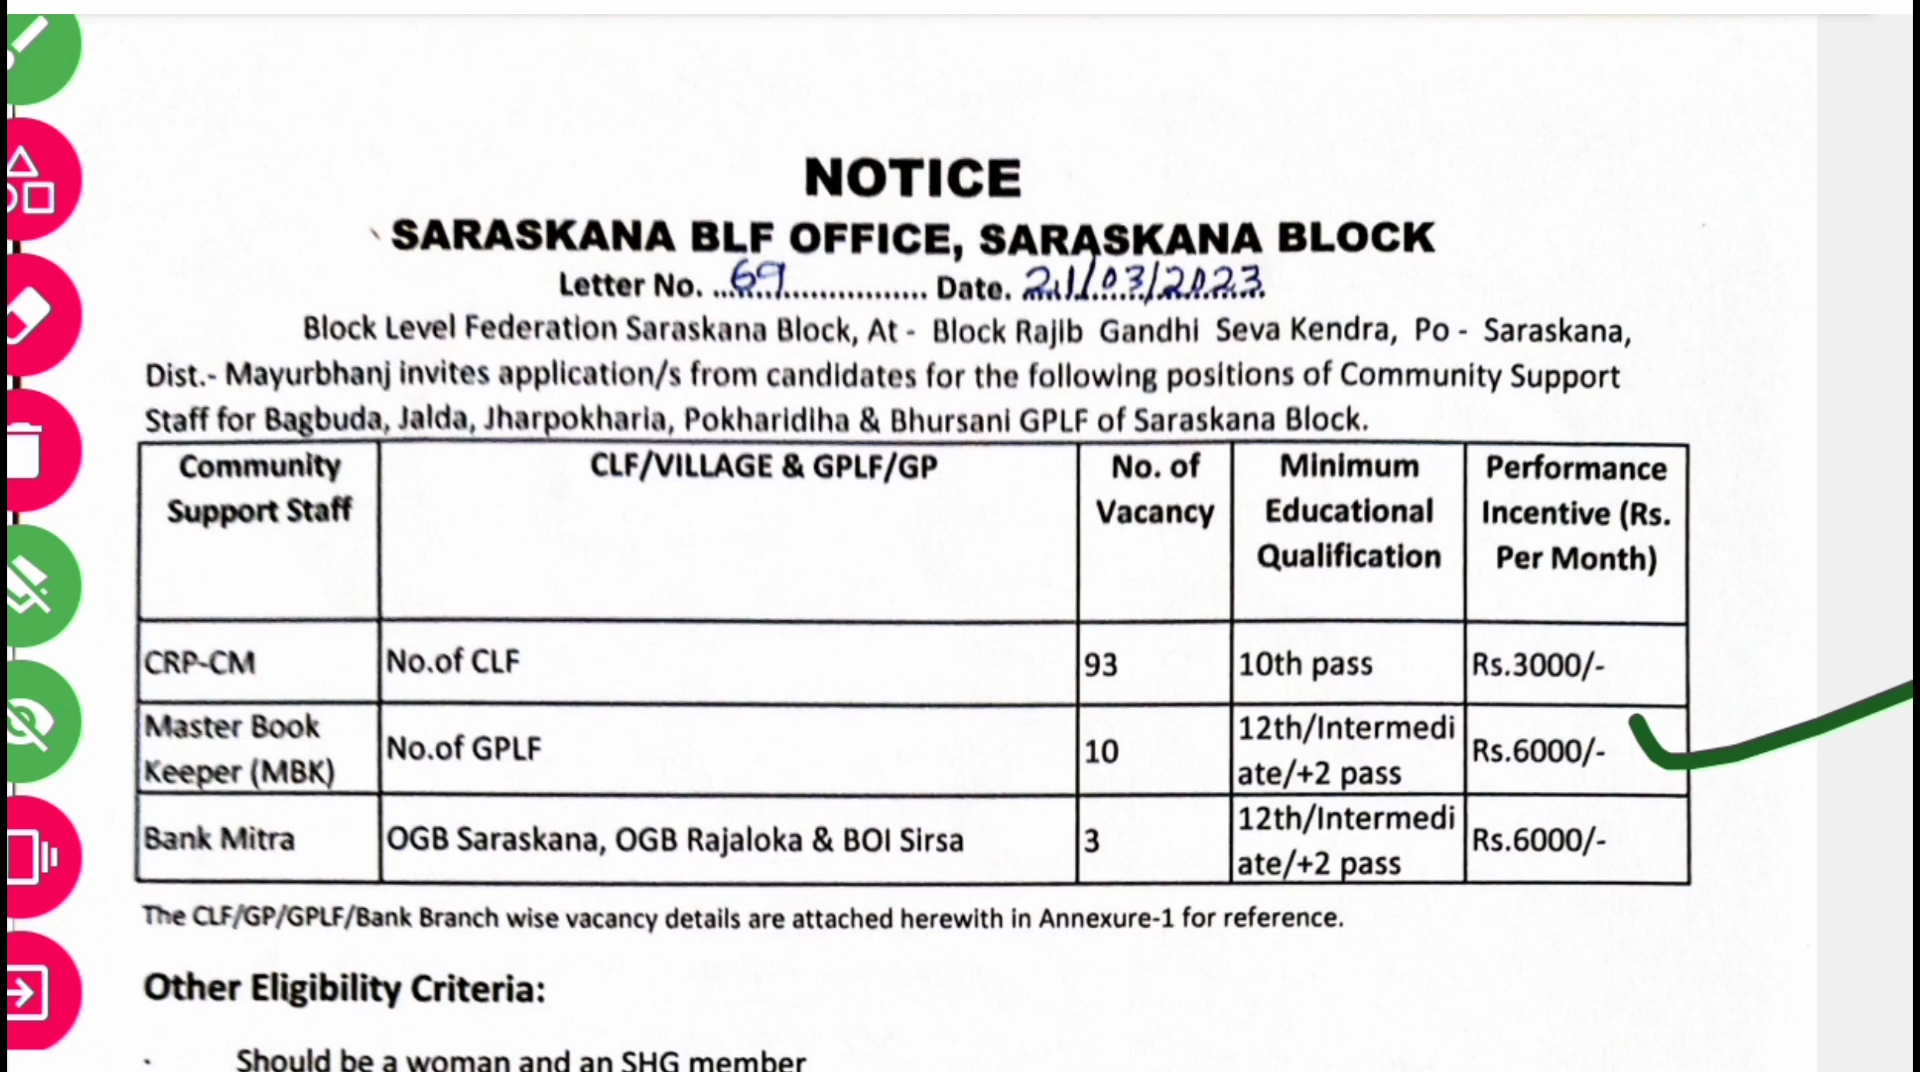 NOTICE
SARASKANA BLF OFFICE, SARASKANA BLOCK
Letter No. ...69................... Date. 21/03/2023
Block Level Federation Saraskana Block, At - Block Rajib Gandhi Seva Kendra, Po - Saraskana,
Dist.- Mayurbhanj invites application/s from candidates for the following positions of Community Support
Staff for Bagbuda, Jalda, Jharpokharia, Pokharidiha & Bhursani GPLF of Saraskana Block.
Community Support Staff CLF/VILLAGE & GPLF/GP No. of Vacancy Minimum Educational Qualification Performance Incentive (Rs. Per Month)
CRP-CM No.of CLF 93 10th pass Rs.3000/-
Master Book Keeper (MBK) No.of GPLF 10 12th/Intermedi ate/+2 pass Rs.6000/-
Bank Mitra OGB Saraskana, OGB Rajaloka & BOI Sirsa 3 12th/Intermedi ate/+2 pass Rs.6000/-
The CLF/GP/GPLF/Bank Branch wise vacancy details are attached herewith in Annexure-1 for reference.
Other Eligibility Criteria:
. Should be a woman and an SHG member